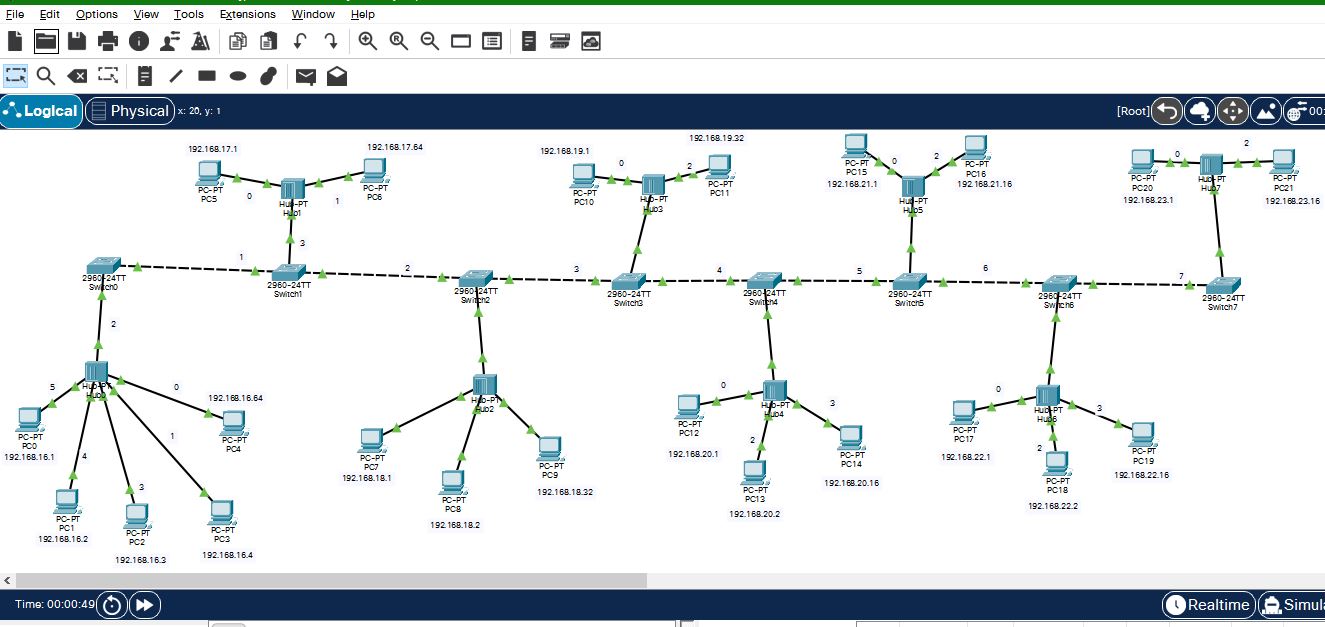 File Edit Options View Tools Extensions Window Help
Logical Physical x: 20, y: 1 [Root] 00:
192.168.17.1
192.168.17.64
PC-PT
PC5
0
Hub-PT
Hub1
1
PC-PT
PC6
3
192.168.19.1
192.168.19.32
0
2
PC-PT
PC10
Hub-PT
Hub3
PC-PT
PC11
PC-PT
PC15
192.168.21.1
0
2
PC-PT
PC16
192.168.21.16
Hub-PT
Hub5
0
2
PC-PT
PC20
192.168.23.1
Hub-PT
Hub7
PC-PT
PC21
192.168.23.16
2960-24TT
Switch0
1
2960-24TT
Switch1
2
2960-24TT
Switch2
3
2960-24TT
Switch3
4
2960-24TT
Switch4
5
2960-24TT
Switch5
6
2960-24TT
Switch6
7
2960-24TT
Switch7
2
Hub-PT
Hub0
5
4
3
1
0
192.168.16.64
PC-PT
PC4
PC-PT
PC0
192.168.16.1
PC-PT
PC1
192.168.16.2
PC-PT
PC2
192.168.16.3
PC-PT
PC3
192.168.16.4
Hub-PT
Hub2
PC-PT
PC7
192.168.18.1
PC-PT
PC8
192.168.18.2
PC-PT
PC9
192.168.18.32
Hub-PT
Hub4
0
2
3
PC-PT
PC12
192.168.20.1
PC-PT
PC13
192.168.20.2
PC-PT
PC14
192.168.20.16
Hub-PT
Hub6
0
2
3
PC-PT
PC17
192.168.22.1
PC-PT
PC18
192.168.22.2
PC-PT
PC19
192.168.22.16
Time: 00:00:49 Realtime Simula